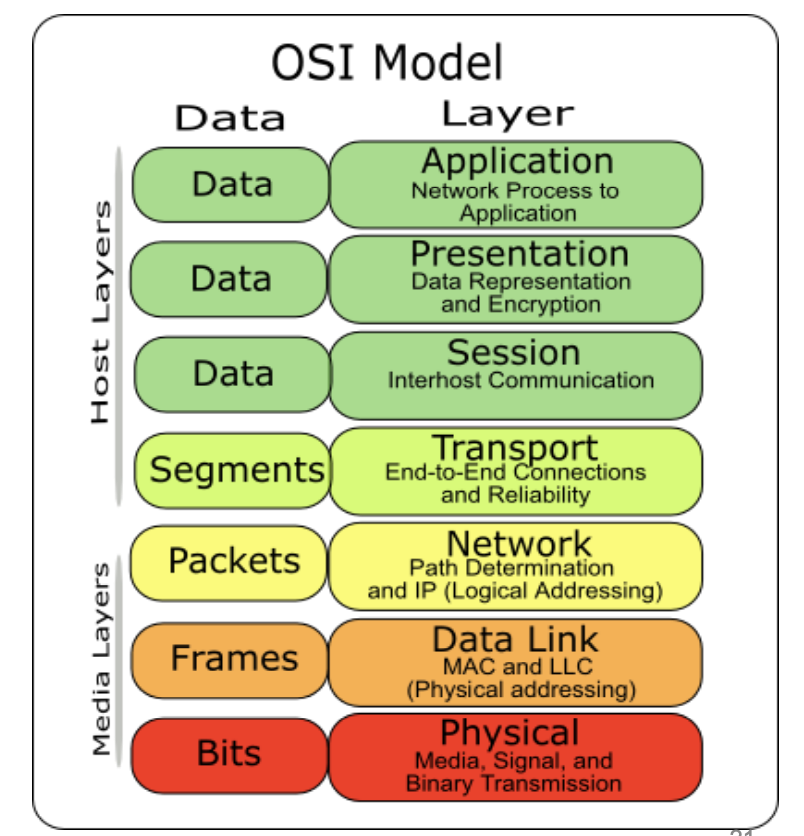 OSI Model
Data Layer
Host Layers
Data
Application
Network Process to
Application
Data
Presentation
Data Representation
and Encryption
Data
Session
Interhost Communication
Segments
Transport
End-to-End Connections
and Reliability
Media Layers
Packets
Network
Path Determination
and IP (Logical Addressing)
Frames
Data Link
MAC and LLC
(Physical addressing)
Bits
Physical
Media, Signal, and
Binary Transmission